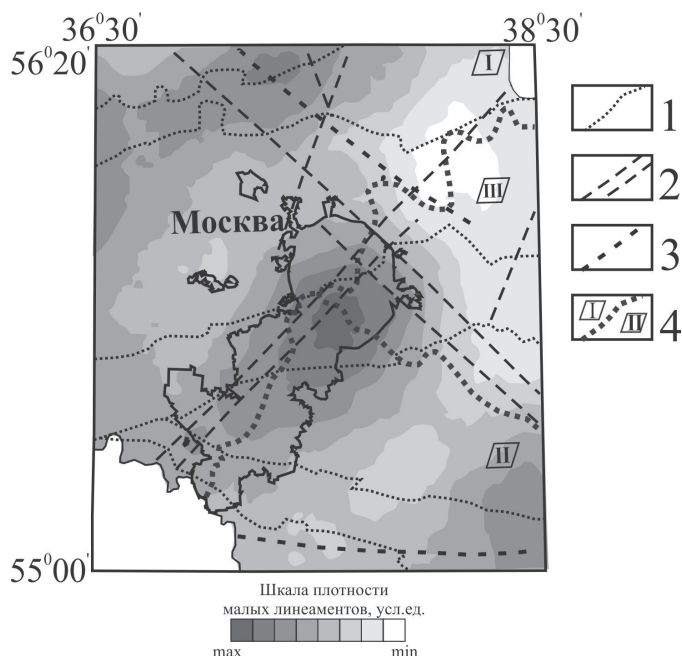 36⁰30' 38⁰30'
56⁰20'
I
1
2
III
Москва
3
I II 4
II
55⁰00'
Шкала плотности
малых линеаментов, усл.ед.
max min